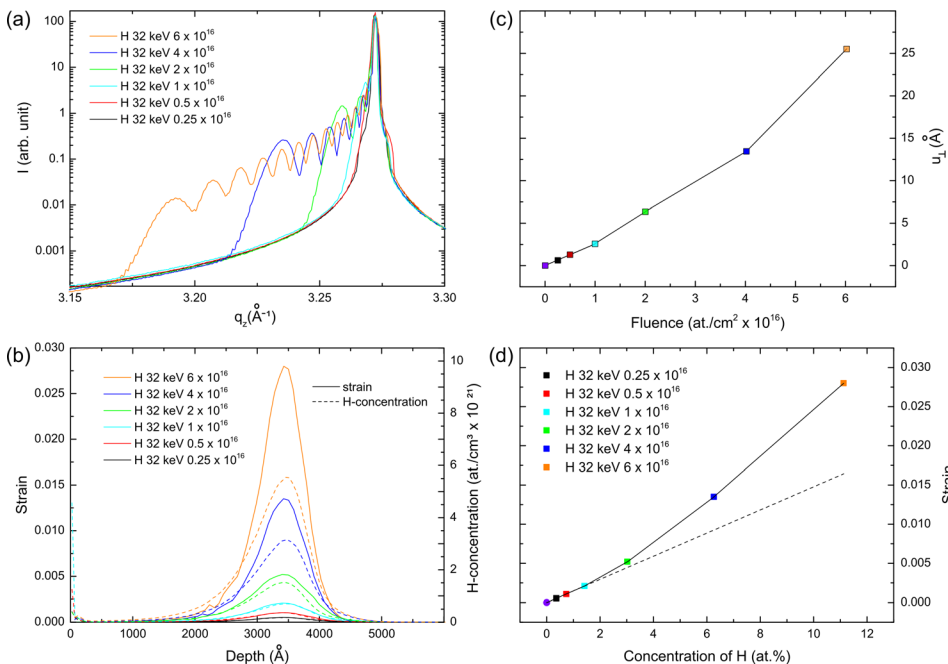 (a)
H 32 keV 6 x 10¹⁶
H 32 keV 4 x 10¹⁶
H 32 keV 2 x 10¹⁶
H 32 keV 1 x 10¹⁶
H 32 keV 0.5 x 10¹⁶
H 32 keV 0.25 x 10¹⁶
100
10
1
0.1
0.01
0.001
I (arb. unit)
3.15
3.20
3.25
3.30
q_z(Å⁻¹)
(c)
25
20
15
10
5
0
u⊥(Å)
0
1
2
3
4
5
6
Fluence (at./cm² x 10¹⁶)
(b)
H 32 keV 6 x 10¹⁶
H 32 keV 4 x 10¹⁶
H 32 keV 2 x 10¹⁶
H 32 keV 1 x 10¹⁶
H 32 keV 0.5 x 10¹⁶
H 32 keV 0.25 x 10¹⁶
strain
H-concentration
0.030
0.025
0.020
0.015
0.010
0.005
0.000
Strain
10
9
8
7
6
5
4
3
2
1
0
H-concentration (at./cm³ x 10²¹)
0
1000
2000
3000
4000
5000
Depth (Å)
(d)
H 32 keV 0.25 x 10¹⁶
H 32 keV 0.5 x 10¹⁶
H 32 keV 1 x 10¹⁶
H 32 keV 2 x 10¹⁶
H 32 keV 4 x 10¹⁶
H 32 keV 6 x 10¹⁶
0.030
0.025
0.020
0.015
0.010
0.005
0.000
Strain
0
2
4
6
8
10
12
Concentration of H (at.%)